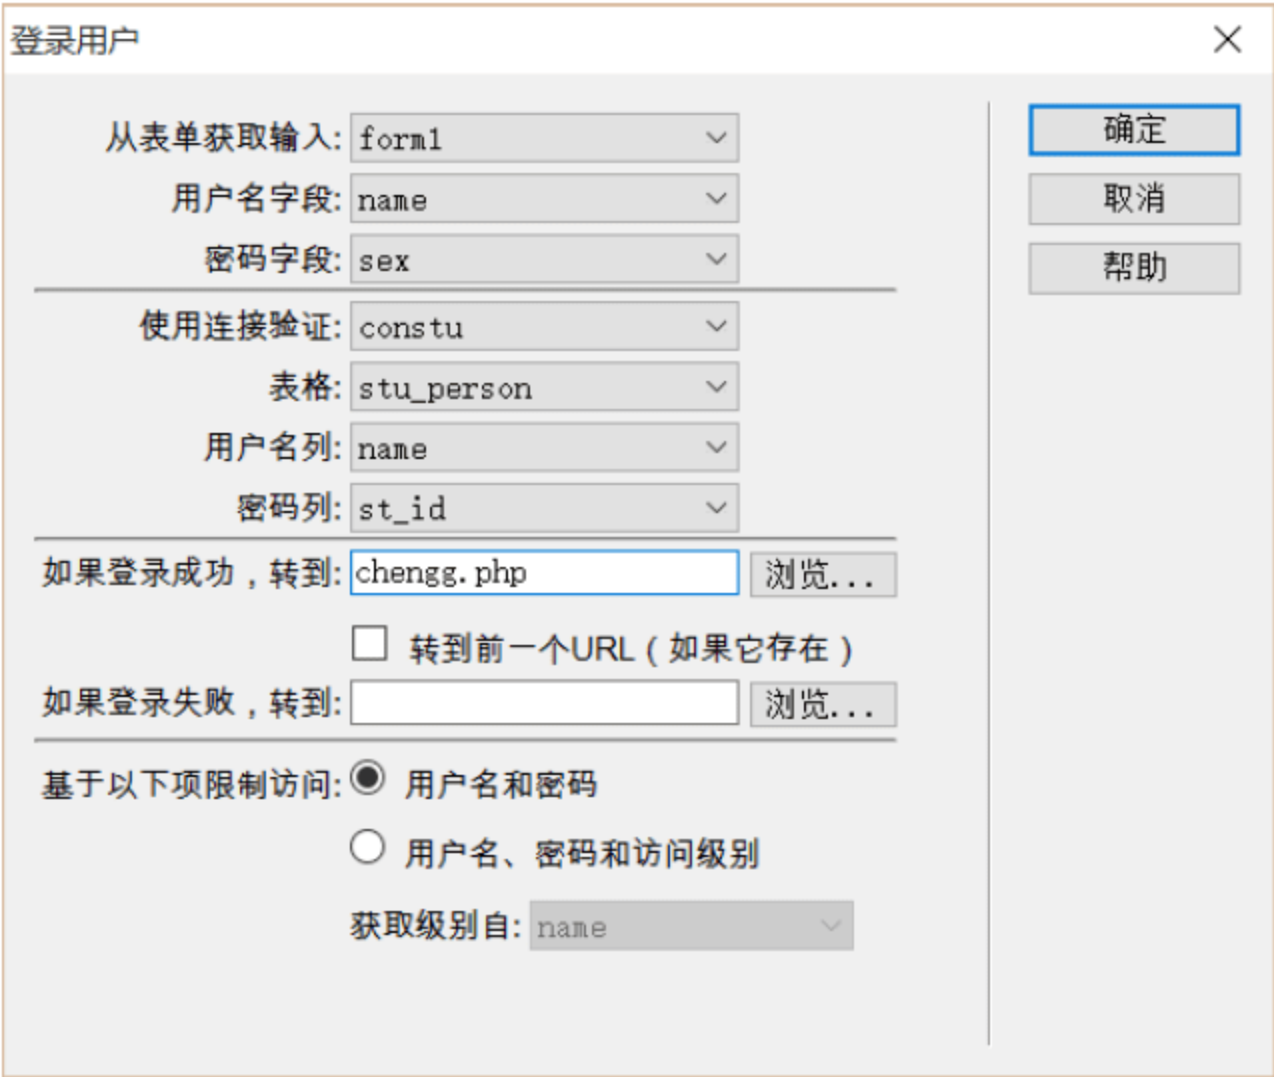 登录用户
从表单获取输入: form1
用户名字段: name
密码字段: sex
使用连接验证: constu
表格: stu_person
用户名列: name
密码列: st_id
如果登录成功，转到: chengg.php 浏览...
转到前一个URL（如果它存在）
如果登录失败，转到: 浏览...
基于以下项限制访问: 用户名和密码
用户名、密码和访问级别
获取级别自: name
确定
取消
帮助